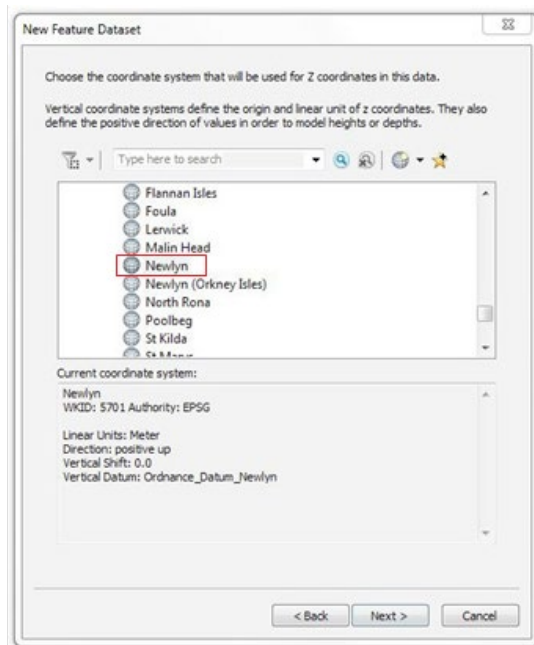 New Feature Dataset
Choose the coordinate system that will be used for Z coordinates in this data.
Vertical coordinate systems define the origin and linear unit of z coordinates. They also
define the positive direction of values in order to model heights or depths.
Type here to search
Flannan Isles
Foula
Lerwick
Malin Head
Newlyn
Newlyn (Orkney Isles)
North Rona
Poolbeg
St Kilda
St Marys
Current coordinate system:
Newlyn
WKID: 5701 Authority: EPSG
Linear Units: Meter
Direction: positive up
Vertical Shift: 0.0
Vertical Datum: Ordnance_Datum_Newlyn
< Back
Next >
Cancel